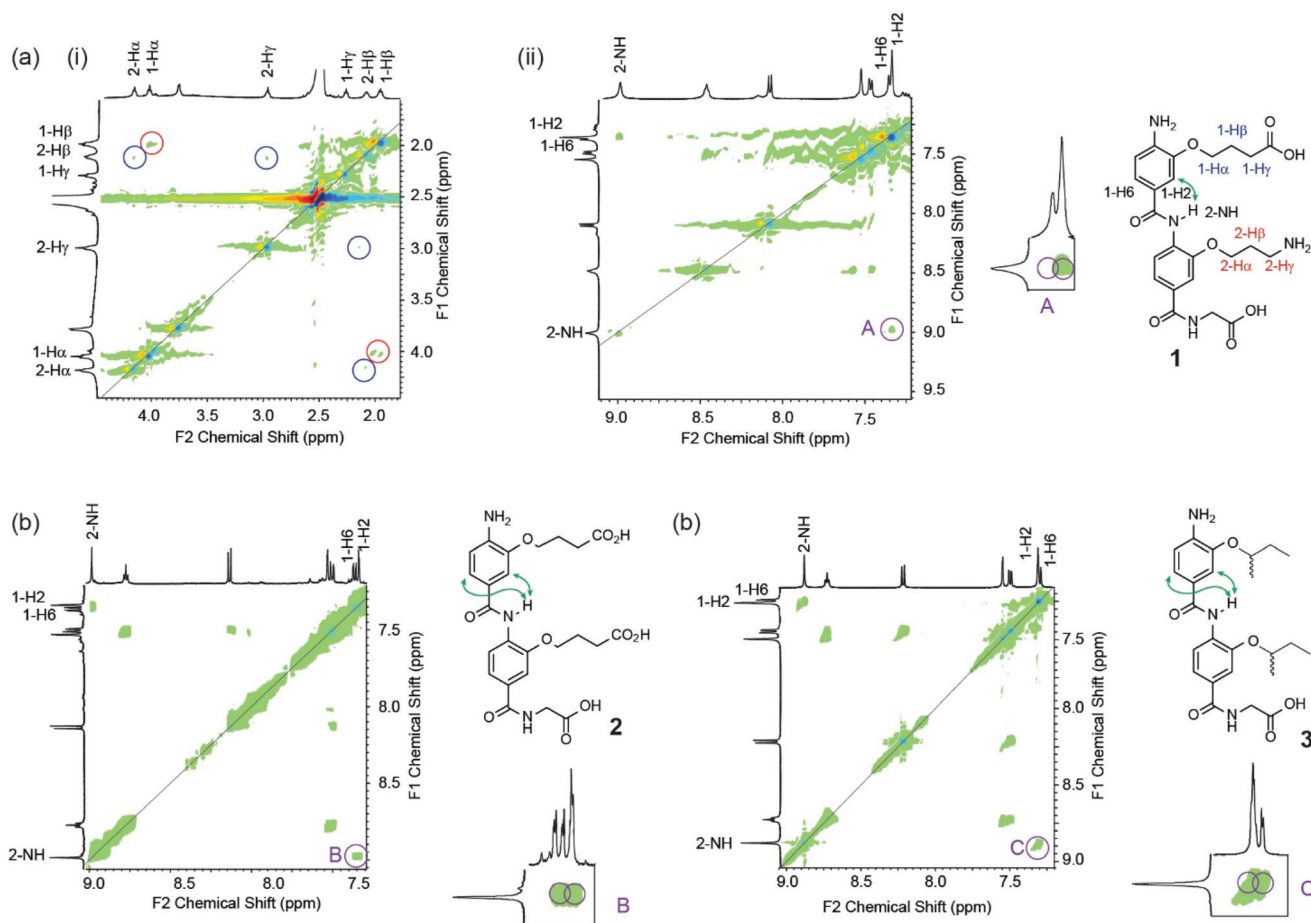 (a) (i)
2-Hα
1-Hα
2-Hγ
1-Hγ
2-Hβ
1-Hβ
1-Hβ
2-Hβ
1-Hγ
2-Hγ
1-Hα
2-Hα
2.0
2.5
3.0
3.5
4.0
F1 Chemical Shift (ppm)
4.0 3.5 3.0 2.5 2.0
F2 Chemical Shift (ppm)
(ii)
2-NH
1-H6
1-H2
1-H2
1-H6
2-NH
7.5
8.0
8.5
9.0
9.5
F1 Chemical Shift (ppm)
A
9.0 8.5 8.0 7.5
F2 Chemical Shift (ppm)
A
NH2
1-Hβ
O
O
OH
1-Hα 1-Hγ
1-H6
1-H2
H
2-NH
O
N
2-Hβ
O
NH2
2-Hα 2-Hγ
O
N
H
OH
O
1
(b)
2-NH
1-H6
1-H2
1-H2
1-H6
2-NH
7.5
8.0
8.5
9.0
F1 Chemical Shift (ppm)
B
9.0 8.5 8.0 7.5
F2 Chemical Shift (ppm)
NH2
O
CO2H
H
O
N
O
CO2H
O
N
H
OH
O
2
B
(b)
2-NH
1-H2
1-H6
1-H6
1-H2
2-NH
7.5
8.0
8.5
9.0
F1 Chemical Shift (ppm)
C
9.0 8.5 8.0 7.5
F2 Chemical Shift (ppm)
NH2
O
H
O
N
O
O
N
H
OH
O
3
C